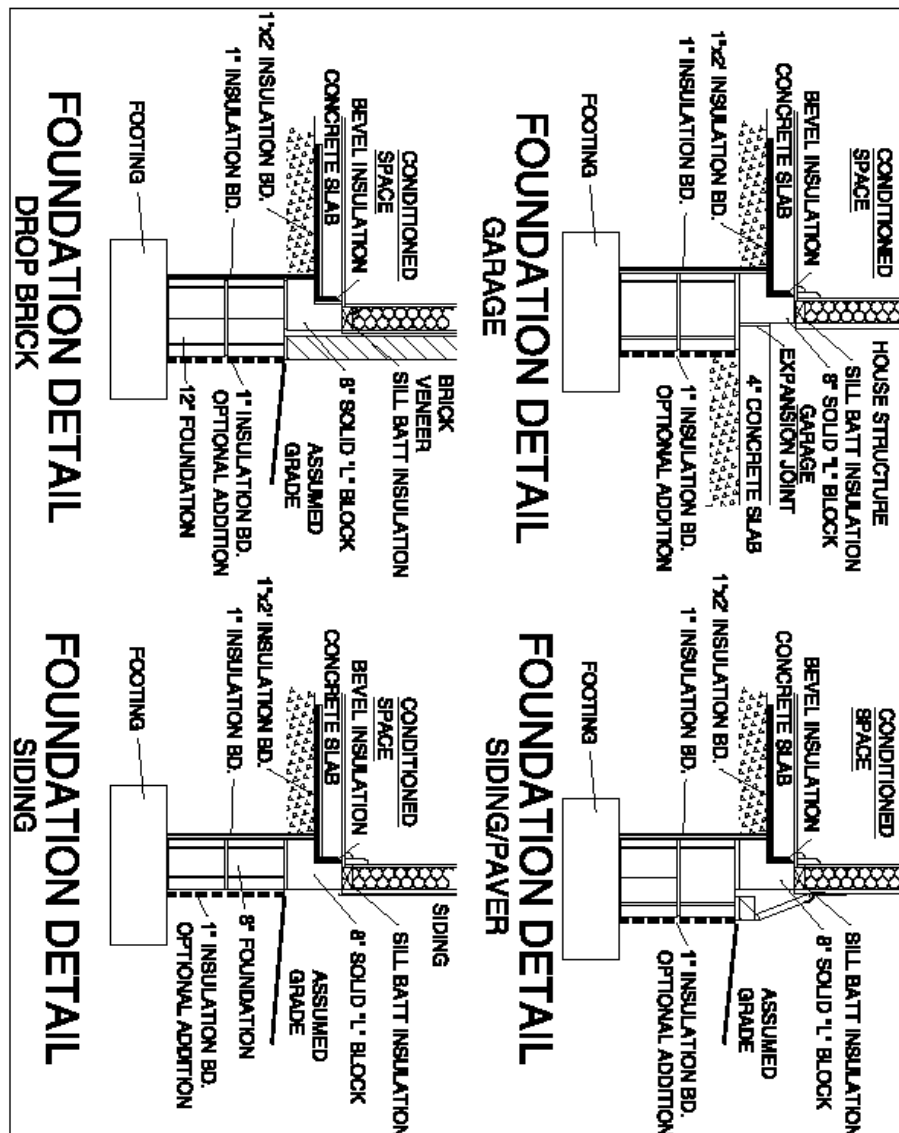 CONDITIONED
SPACE
BEVEL INSULATION
CONCRETE SLAB
1"x2' INSULATION BD.
1" INSULATION BD.
FOOTING
HOUSE STRUCTURE
SILL BATT INSULATION
8" SOLID "L" BLOCK
GARAGE
EXPANSION JOINT
4" CONCRETE SLAB
1" INSULATION BD.
OPTIONAL ADDITION
FOUNDATION DETAIL
GARAGE
CONDITIONED
SPACE
BEVEL INSULATION
CONCRETE SLAB
1"x2' INSULATION BD.
1" INSULATION BD.
FOOTING
SILL BATT INSULATION
8" SOLID "L" BLOCK
ASSUMED
GRADE
1" INSULATION BD.
OPTIONAL ADDITION
FOUNDATION DETAIL
SIDING/PAVER
CONDITIONED
SPACE
BEVEL INSULATION
CONCRETE SLAB
1"x2' INSULATION BD.
1" INSULATION BD.
FOOTING
BRICK
VENEER
SILL BATT INSULATION
8" SOLID "L" BLOCK
ASSUMED
GRADE
1" INSULATION BD.
OPTIONAL ADDITION
12" FOUNDATION
FOUNDATION DETAIL
DROP BRICK
CONDITIONED
SPACE
BEVEL INSULATION
CONCRETE SLAB
1"x2' INSULATION BD.
1" INSULATION BD.
FOOTING
SIDING
SILL BATT INSULATION
8" SOLID "L" BLOCK
ASSUMED
GRADE
8" FOUNDATION
1" INSULATION BD.
OPTIONAL ADDITION
FOUNDATION DETAIL
SIDING